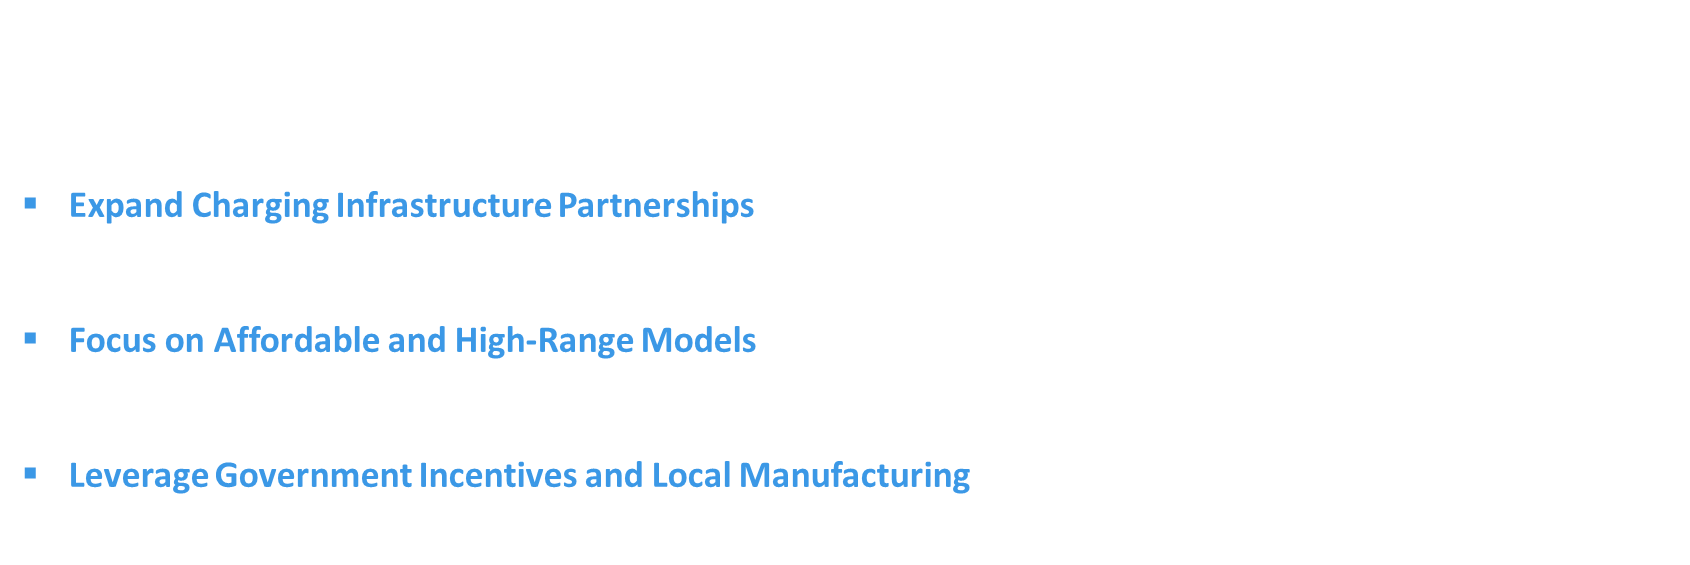 ▪ Expand Charging Infrastructure Partnerships
▪ Focus on Affordable and High-Range Models
▪ Leverage Government Incentives and Local Manufacturing